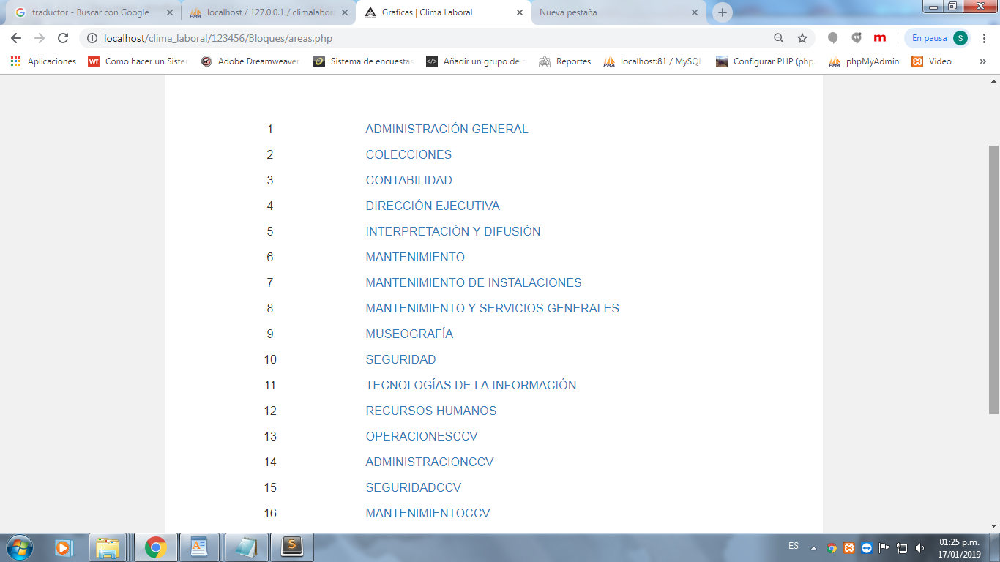 traductor - Buscar con Google
localhost / 127.0.0.1 / climalabora
Graficas | Clima Laboral
Nueva pestaña
localhost/clima_laboral/123456/Bloques/areas.php
En pausa
S
Aplicaciones
Como hacer un Siste
Adobe Dreamweaver
Sistema de encuestas
Añadir un grupo de r
Reportes
localhost:81 / MySQL
Configurar PHP (php.
phpMyAdmin
Video
»
1 ADMINISTRACIÓN GENERAL
2 COLECCIONES
3 CONTABILIDAD
4 DIRECCIÓN EJECUTIVA
5 INTERPRETACIÓN Y DIFUSIÓN
6 MANTENIMIENTO
7 MANTENIMIENTO DE INSTALACIONES
8 MANTENIMIENTO Y SERVICIOS GENERALES
9 MUSEOGRAFÍA
10 SEGURIDAD
11 TECNOLOGÍAS DE LA INFORMACIÓN
12 RECURSOS HUMANOS
13 OPERACIONESCCV
14 ADMINISTRACIONCCV
15 SEGURIDADCCV
16 MANTENIMIENTOCCV
ES
01:25 p.m.
17/01/2019